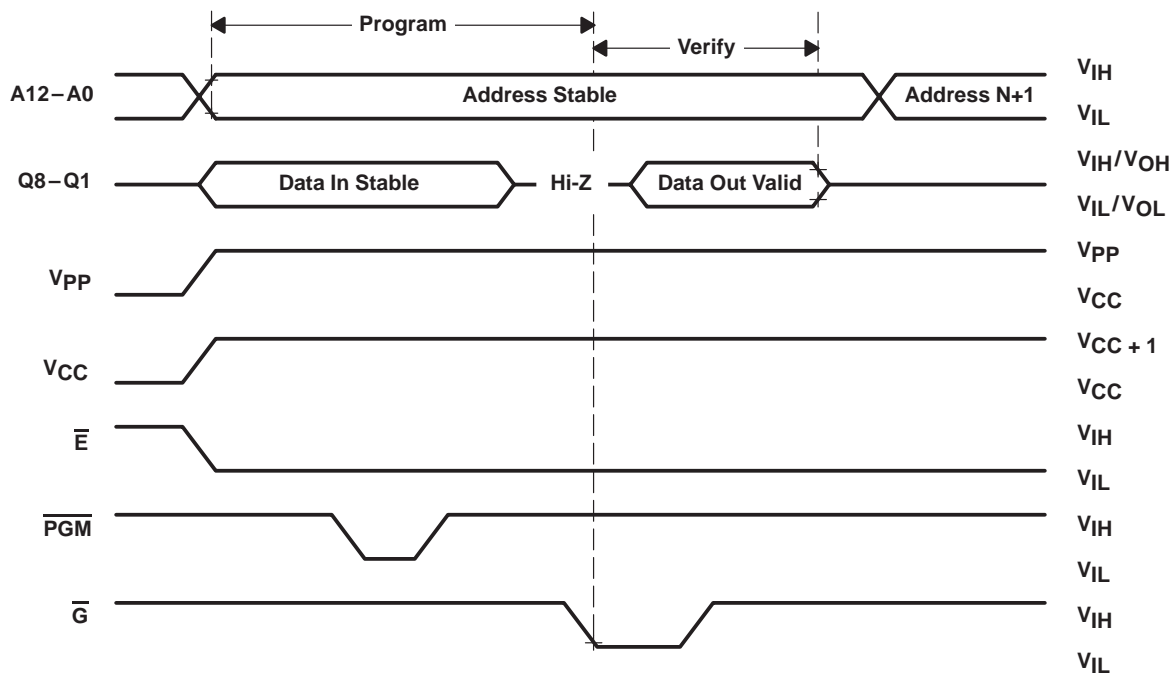 Program
Verify
A12–A0
Address Stable
Address N+1
VIH
VIL
Q8–Q1
Data In Stable
Hi-Z
Data Out Valid
VIH/VOH
VIL/VOL
VPP
VPP
VCC
VCC
VCC + 1
VCC
E
VIH
VIL
PGM
VIH
VIL
G
VIH
VIL